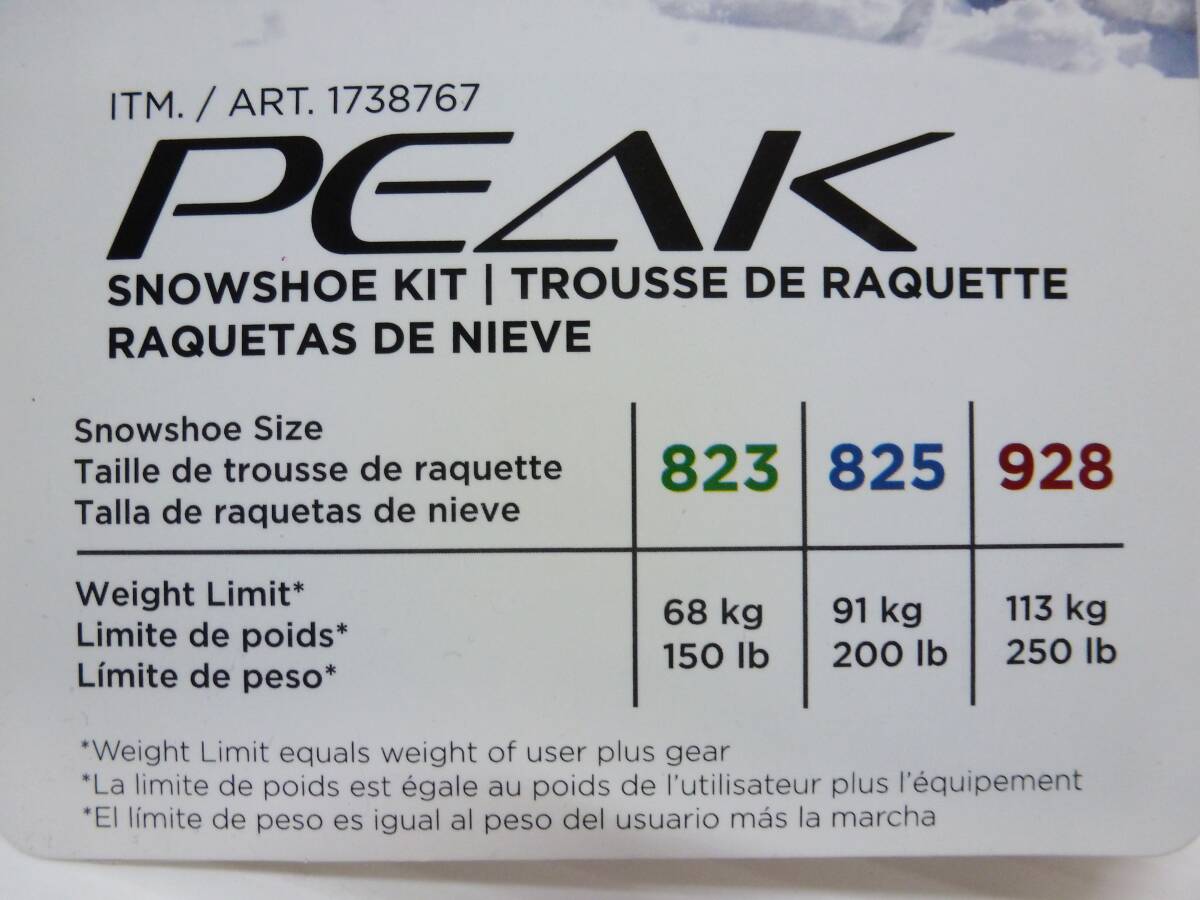 ITM. / ART. 1738767
PEAK
SNOWSHOE KIT | TROUSSE DE RAQUETTE
RAQUETAS DE NIEVE
Snowshoe Size
Taille de trousse de raquette
Talla de raquetas de nieve
823 825 928
Weight Limit*
Limite de poids*
Límite de peso*
68 kg 91 kg 113 kg
150 lb 200 lb 250 lb
*Weight Limit equals weight of user plus gear
*La limite de poids est égale au poids de l'utilisateur plus l'équipement
*El límite de peso es igual al peso del usuario más la marcha